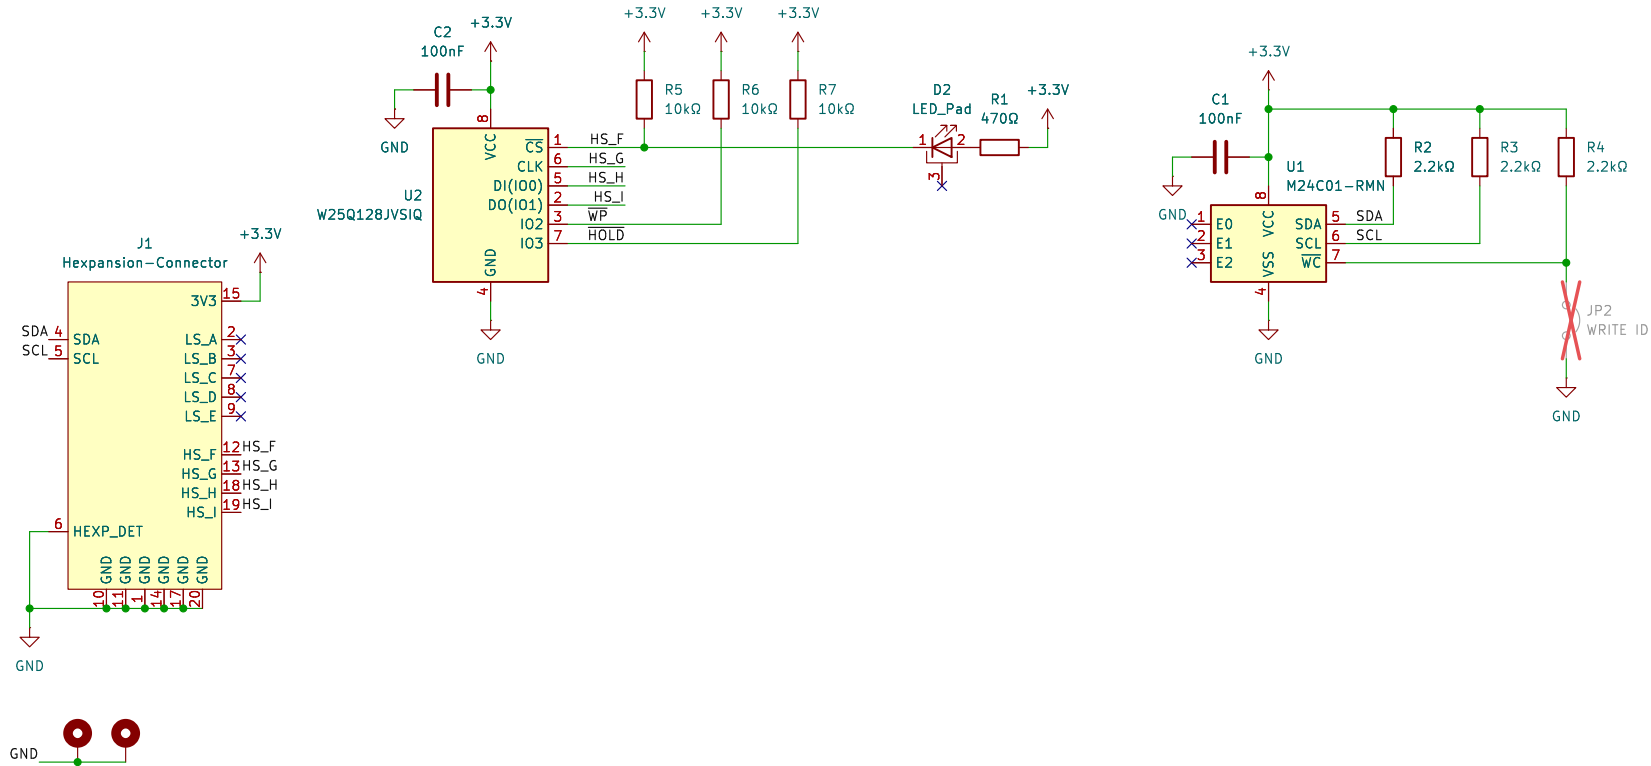 C2
100nF
+3.3V
GND
8
VCC
U2
W25Q128JVSIQ
CS 1 HS_F
CLK 6 HS_G
DI(IO0) 5 HS_H
DO(IO1) 2 HS_I
IO2 3 WP
IO3 7 HOLD
GND
4
GND
+3.3V
R5
10kΩ
+3.3V
R6
10kΩ
+3.3V
R7
10kΩ
D2
LED_Pad
1
2
3
R1
470Ω
+3.3V
+3.3V
C1
100nF
GND
U1
M24C01-RMN
8
VCC
1 E0
2 E1
3 E2
SDA 5 SDA
SCL 6 SCL
WC 7
VSS
4
GND
R2
2.2kΩ
R3
2.2kΩ
R4
2.2kΩ
JP2
WRITE ID
GND
J1
Hexpansion-Connector
+3.3V
3V3 15
SDA 4 SDA
SCL 5 SCL
LS_A 2
LS_B 3
LS_C 7
LS_D 8
LS_E 9
HS_F 12 HS_F
HS_G 13 HS_G
HS_H 18 HS_H
HS_I 19 HS_I
6 HEXP_DET
GND GND GND GND GND GND
10 11 1 14 17 20
GND
GND